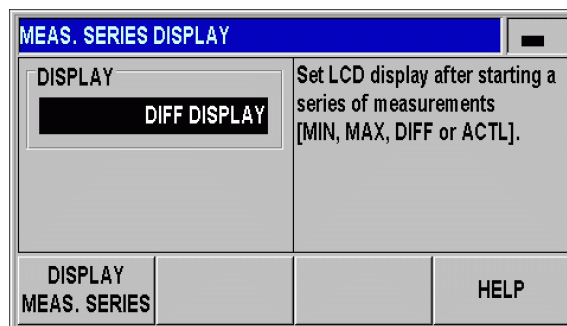 MEAS. SERIES DISPLAY
DISPLAY
DIFF DISPLAY
Set LCD display after starting a
series of measurements
[MIN, MAX, DIFF or ACTL].
DISPLAY
MEAS. SERIES
HELP